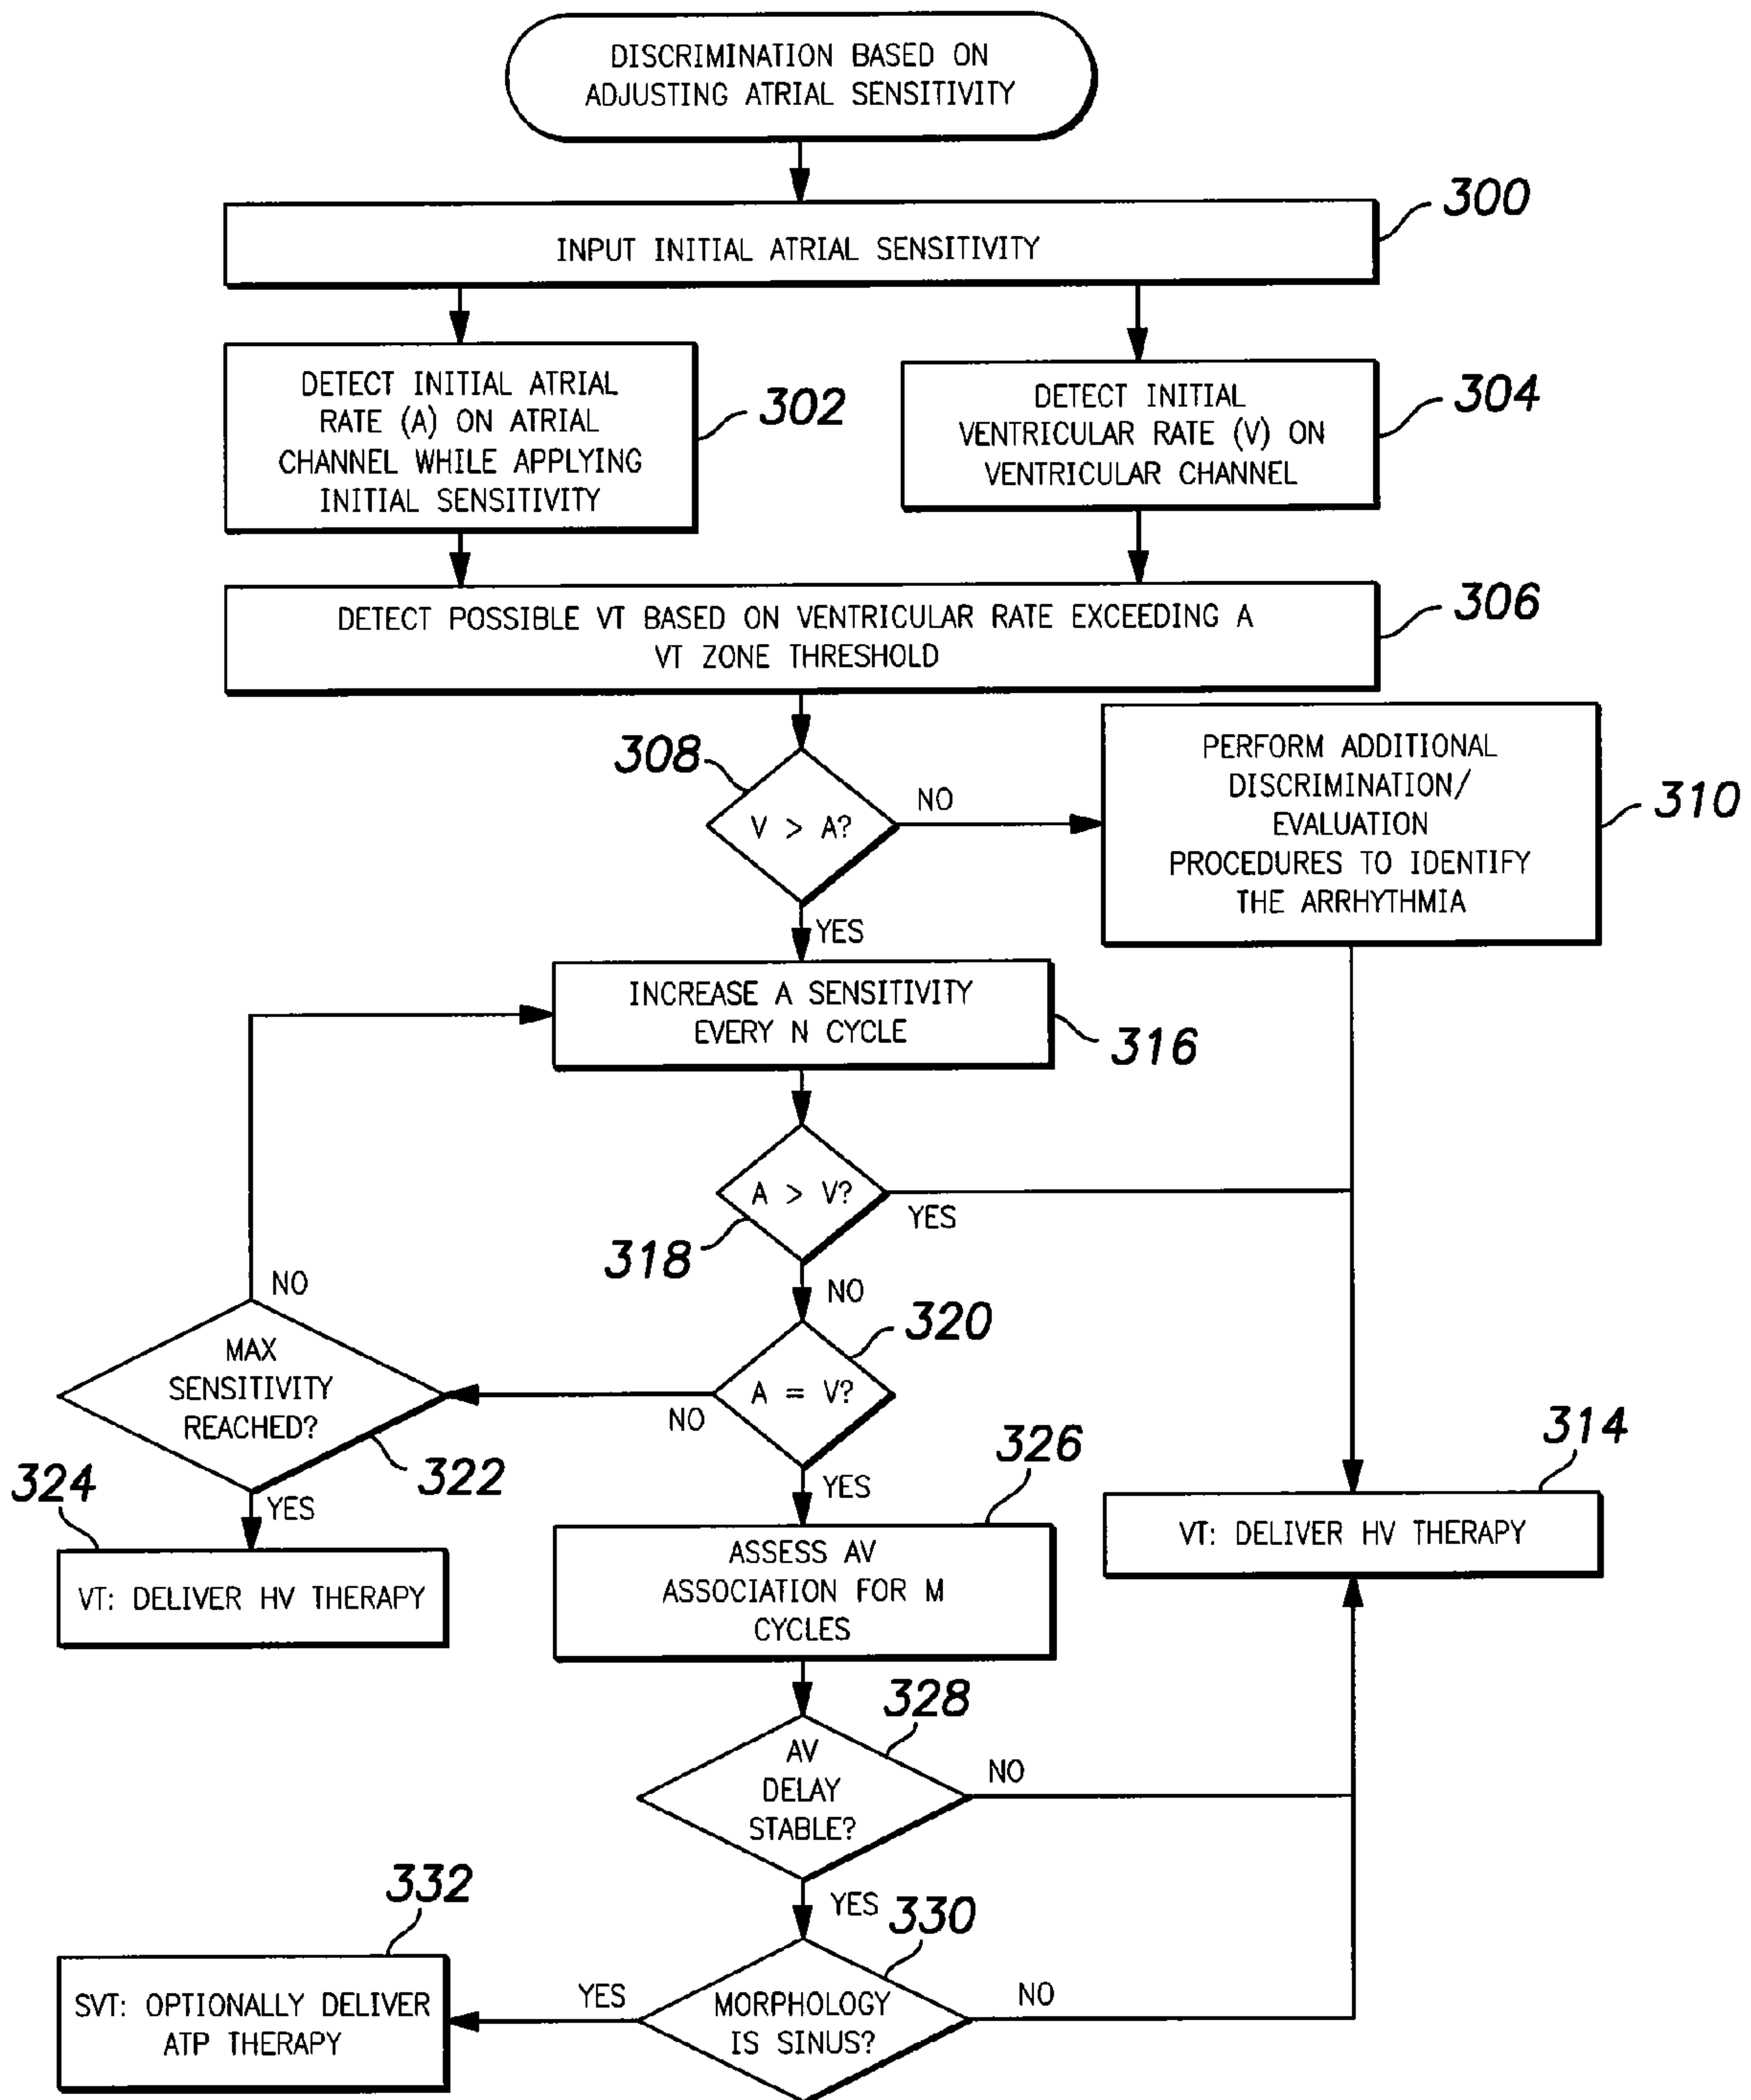 DISCRIMINATION BASED ON
ADJUSTING ATRIAL SENSITIVITY
300
INPUT INITIAL ATRIAL SENSITIVITY
DETECT INITIAL ATRIAL
RATE (A) ON ATRIAL
CHANNEL WHILE APPLYING
INITIAL SENSITIVITY
302
DETECT INITIAL
VENTRICULAR RATE (V) ON
VENTRICULAR CHANNEL
304
DETECT POSSIBLE VT BASED ON VENTRICULAR RATE EXCEEDING A
VT ZONE THRESHOLD
306
308
V > A?
NO
YES
PERFORM ADDITIONAL
DISCRIMINATION/
EVALUATION
PROCEDURES TO IDENTIFY
THE ARRHYTHMIA
310
INCREASE A SENSITIVITY
EVERY N CYCLE
316
A > V?
YES
318
NO
320
A = V?
NO
YES
NO
MAX
SENSITIVITY
REACHED?
322
YES
324
VT: DELIVER HV THERAPY
326
ASSESS AV
ASSOCIATION FOR M
CYCLES
314
VT: DELIVER HV THERAPY
328
AV
DELAY
STABLE?
NO
YES
330
MORPHOLOGY
IS SINUS?
NO
YES
332
SVT: OPTIONALLY DELIVER
ATP THERAPY